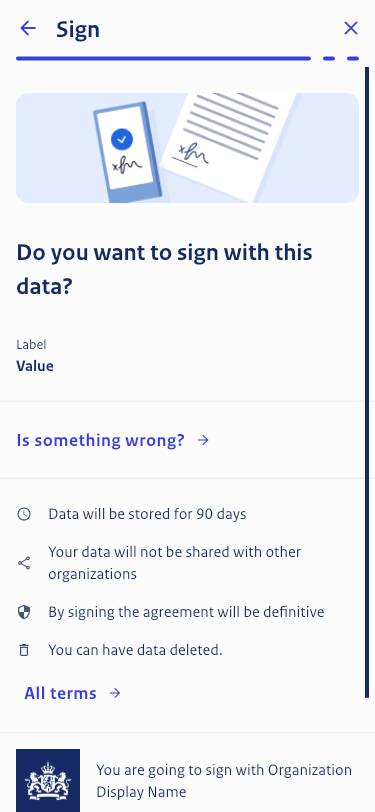 Sign
Do you want to sign with this
data?
Label
Value
Is something wrong?
Data will be stored for 90 days
Your data will not be shared with other
organizations
By signing the agreement will be definitive
You can have data deleted.
All terms
You are going to sign with Organization
Display Name